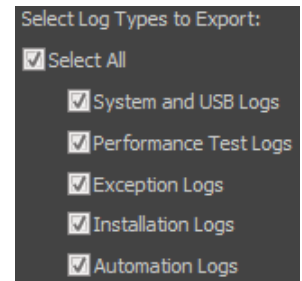 Select Log Types to Export:
Select All
System and USB Logs
Performance Test Logs
Exception Logs
Installation Logs
Automation Logs